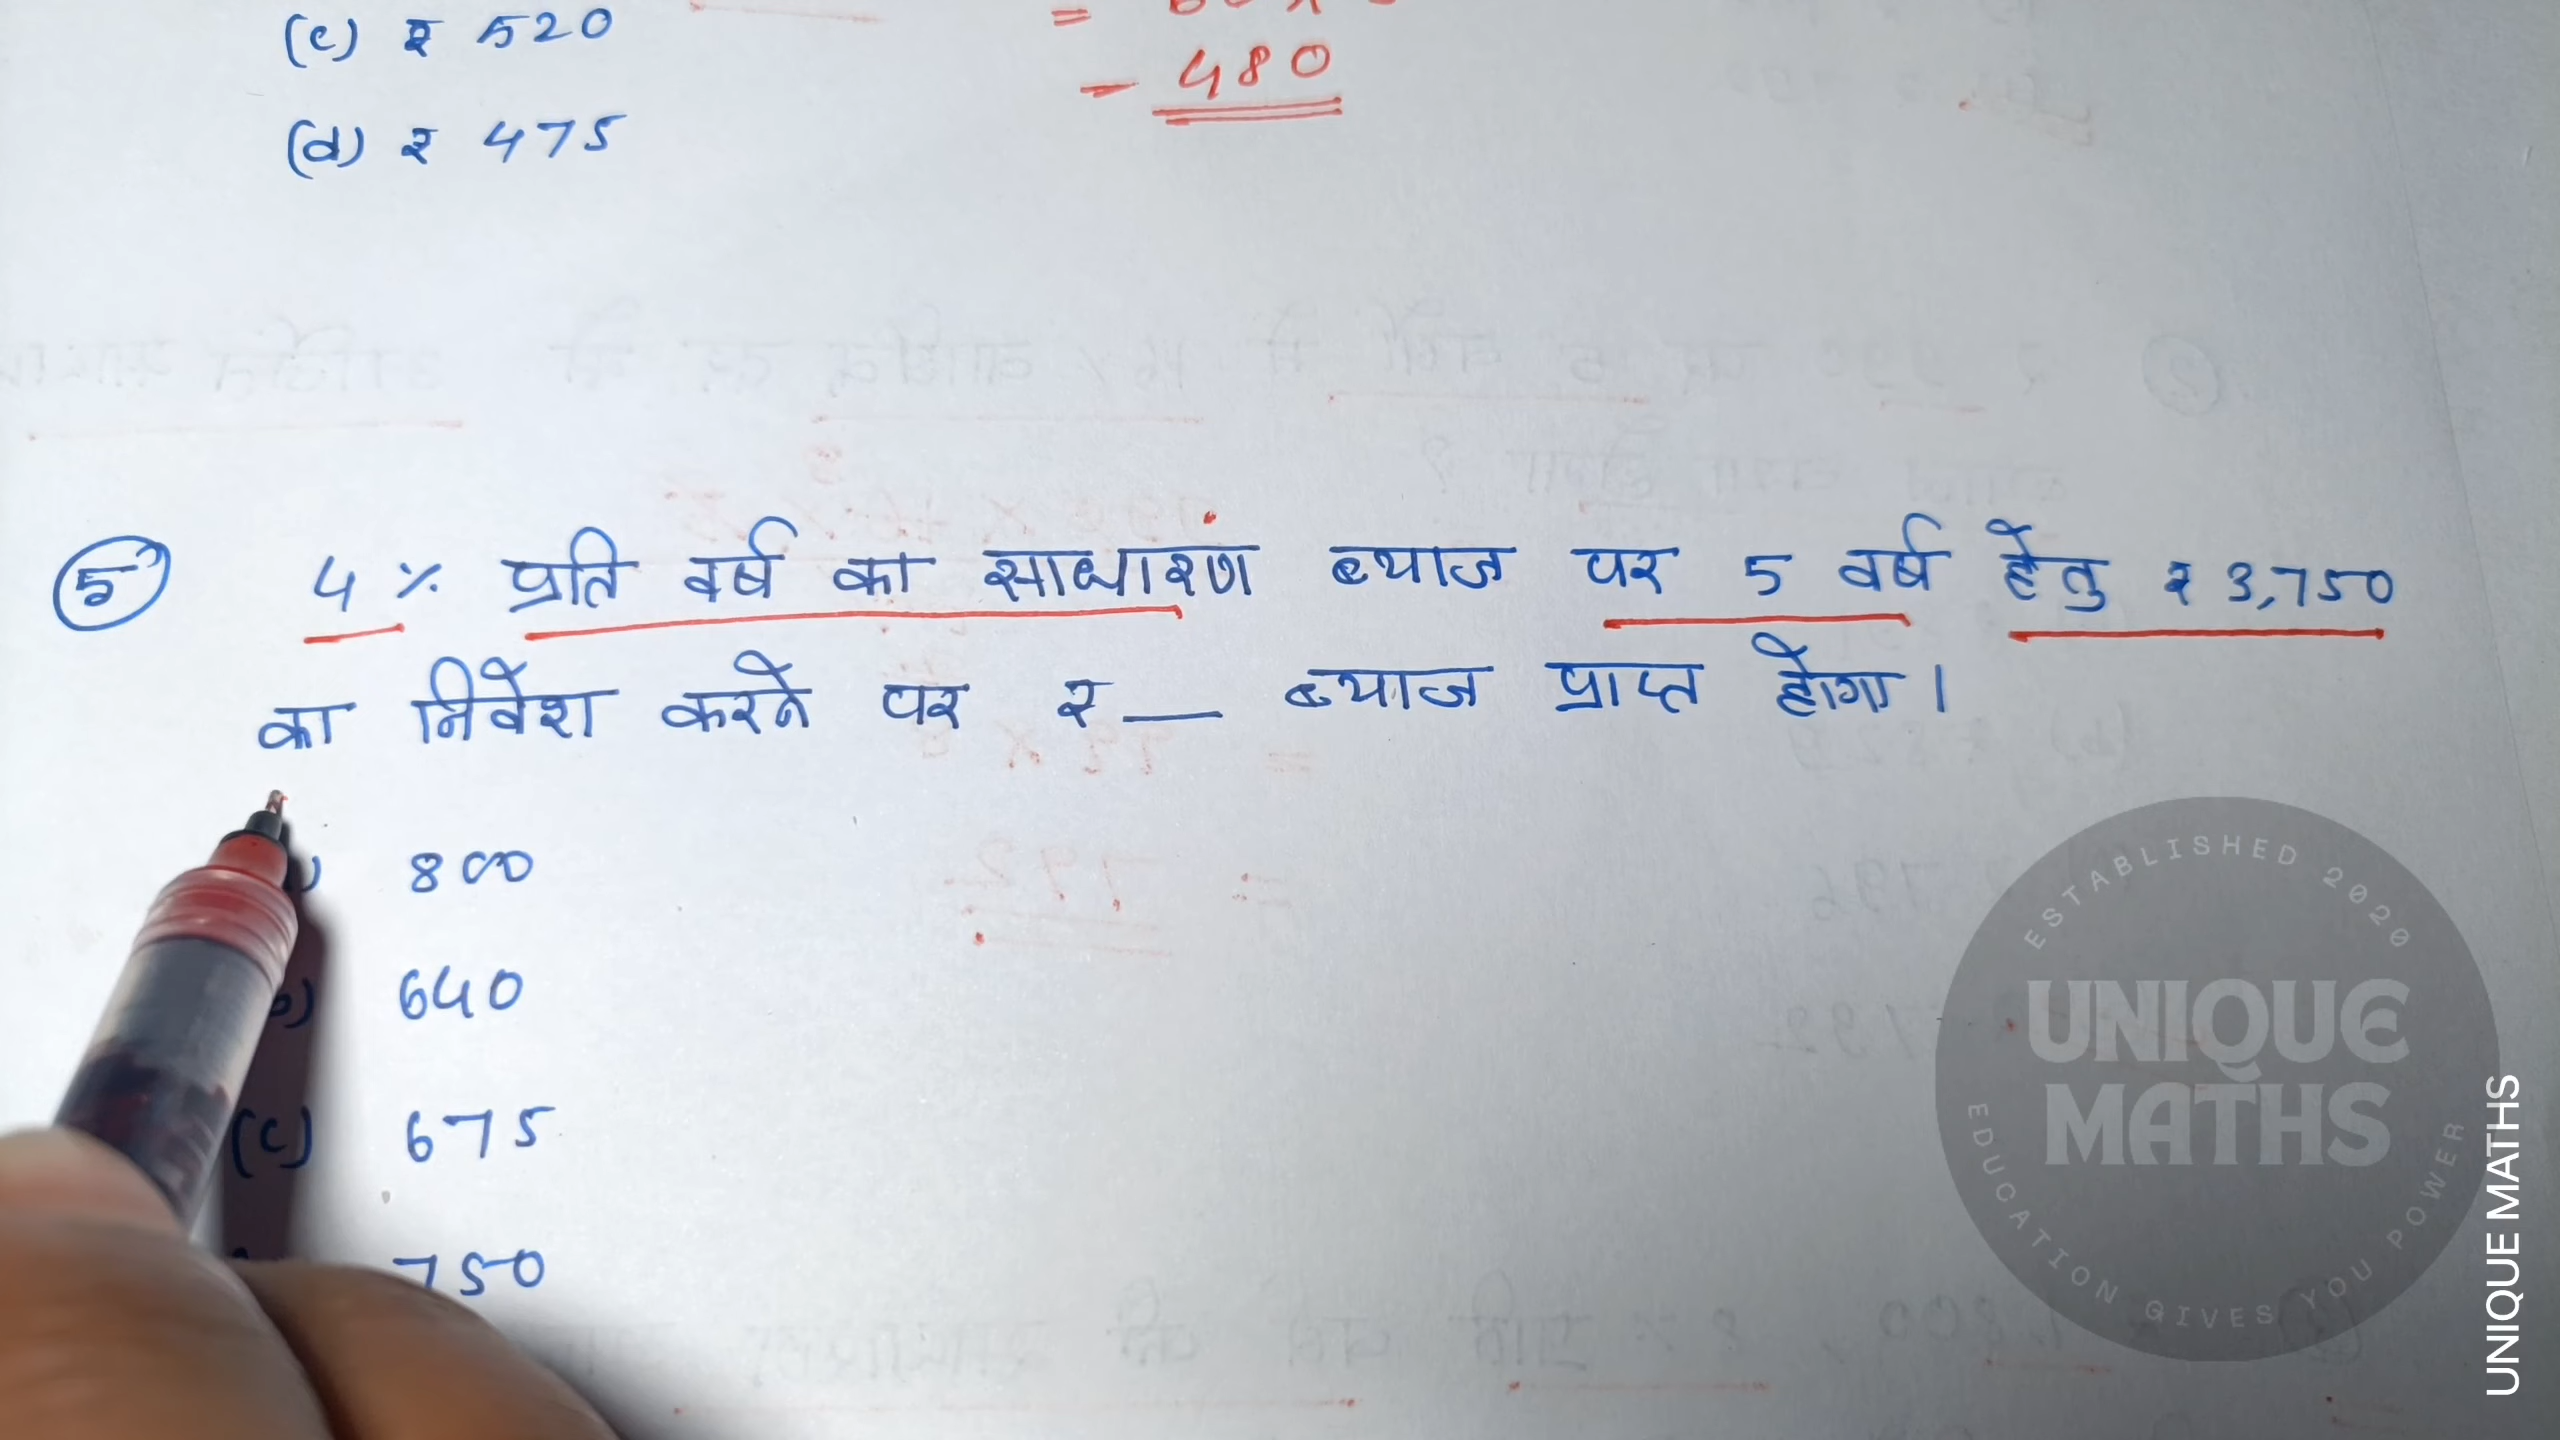 (c) ₹ 520
= 60 ×
= 480
(d) ₹ 475
(5) 4% प्रति वर्ष का साधारण ब्याज पर 5 वर्ष हेतु ₹ 3,750
का निवेश करने पर ₹ __ ब्याज प्राप्त होगा।
800
(b) 640
(c) 675
750
ESTABLISHED 2020
UNIQUE
MATHS
EDUCATION GIVES YOU POWER
UNIQUE MATHS